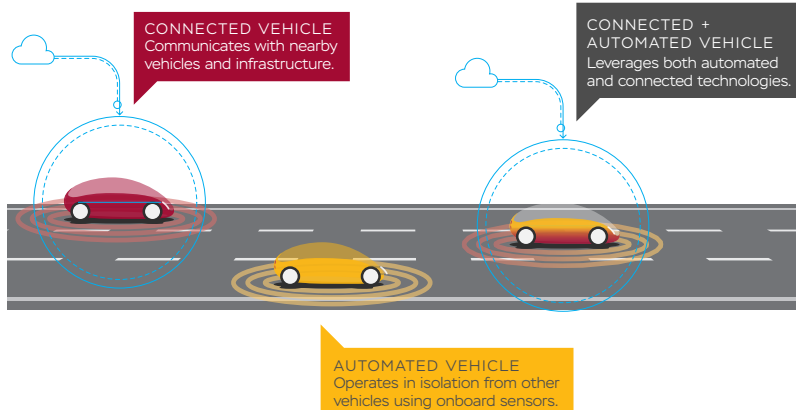 CONNECTED VEHICLE
Communicates with nearby
vehicles and infrastructure.
CONNECTED +
AUTOMATED VEHICLE
Leverages both automated
and connected technologies.
AUTOMATED VEHICLE
Operates in isolation from other
vehicles using onboard sensors.